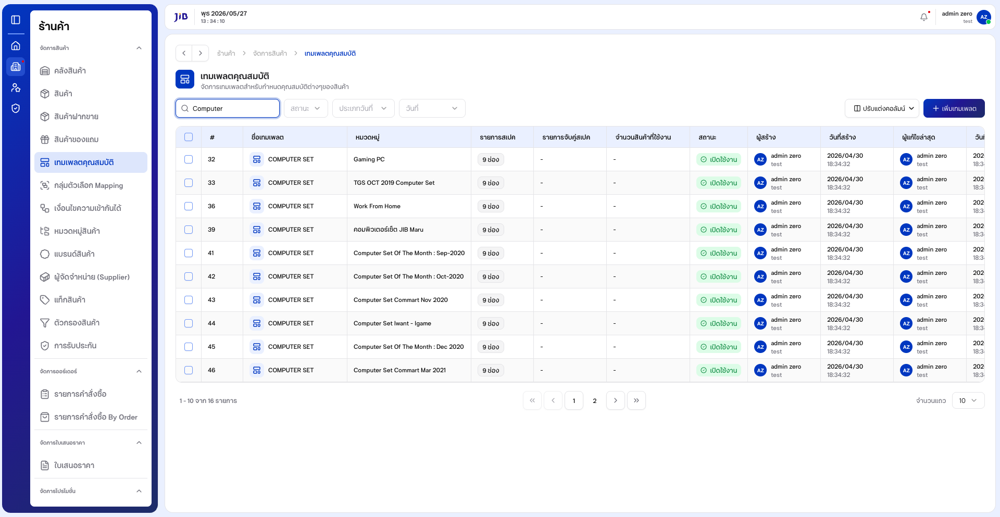 ร้านค้า
จัดการสินค้า
คลังสินค้า
สินค้า
สินค้าฝากขาย
สินค้าของแถม
เทมเพลตคุณสมบัติ
กลุ่มตัวเลือก Mapping
เงื่อนไขความเข้ากันได้
หมวดหมู่สินค้า
แบรนด์สินค้า
ผู้จัดจำหน่าย (Supplier)
แท็กสินค้า
ตัวกรองสินค้า
การรับประกัน
จัดการออร์เดอร์
รายการคำสั่งซื้อ
รายการคำสั่งซื้อ By Order
จัดการใบเสนอราคา
ใบเสนอราคา
จัดการโปรโมชั่น
JIB
พุธ 2026/05/27
13 : 34 : 10
admin zero
test
AZ
ร้านค้า จัดการสินค้า เทมเพลตคุณสมบัติ
เทมเพลตคุณสมบัติ
จัดการเทมเพลตสำหรับกำหนดคุณสมบัติต่างๆของสินค้า
Computer สถานะ ประเภทวันที่ วันที่ ปรับแต่งคอลัมน์ เพิ่มเทมเพลต
# ชื่อเทมเพลต หมวดหมู่ รายการสเปค รายการจับคู่สเปค จำนวนสินค้าที่ใช้งาน สถานะ ผู้สร้าง วันที่สร้าง ผู้แก้ไขล่าสุด
32 COMPUTER SET Gaming PC 9 ช่อง - - เปิดใช้งาน AZ admin zero 2026/04/30 AZ admin zero 202
test 18:34:32 test 18:3
33 COMPUTER SET TGS OCT 2019 Computer Set 9 ช่อง - - เปิดใช้งาน AZ admin zero 2026/04/30 AZ admin zero 202
test 18:34:32 test 18:3
36 COMPUTER SET Work From Home 9 ช่อง - - เปิดใช้งาน AZ admin zero 2026/04/30 AZ admin zero 202
test 18:34:32 test 18:3
39 COMPUTER SET คอมพิวเตอร์เซ็ต JIB Maru 9 ช่อง - - เปิดใช้งาน AZ admin zero 2026/04/30 AZ admin zero 202
test 18:34:32 test 18:3
41 COMPUTER SET Computer Set Of The Month : Sep-2020 9 ช่อง - - เปิดใช้งาน AZ admin zero 2026/04/30 AZ admin zero 202
test 18:34:32 test 18:3
42 COMPUTER SET Computer Set Of The Month : Oct-2020 9 ช่อง - - เปิดใช้งาน AZ admin zero 2026/04/30 AZ admin zero 202
test 18:34:32 test 18:3
43 COMPUTER SET Computer Set Commart Nov 2020 9 ช่อง - - เปิดใช้งาน AZ admin zero 2026/04/30 AZ admin zero 202
test 18:34:32 test 18:3
44 COMPUTER SET Computer Set Iwant - Igame 9 ช่อง - - เปิดใช้งาน AZ admin zero 2026/04/30 AZ admin zero 202
test 18:34:32 test 18:3
45 COMPUTER SET Computer Set Of The Month : Dec 2020 9 ช่อง - - เปิดใช้งาน AZ admin zero 2026/04/30 AZ admin zero 202
test 18:34:32 test 18:3
46 COMPUTER SET Computer Set Commart Mar 2021 9 ช่อง - - เปิดใช้งาน AZ admin zero 2026/04/30 AZ admin zero 202
test 18:34:32 test 18:3
1 - 10 จาก 16 รายการ 1 2 จำนวนแถว 10